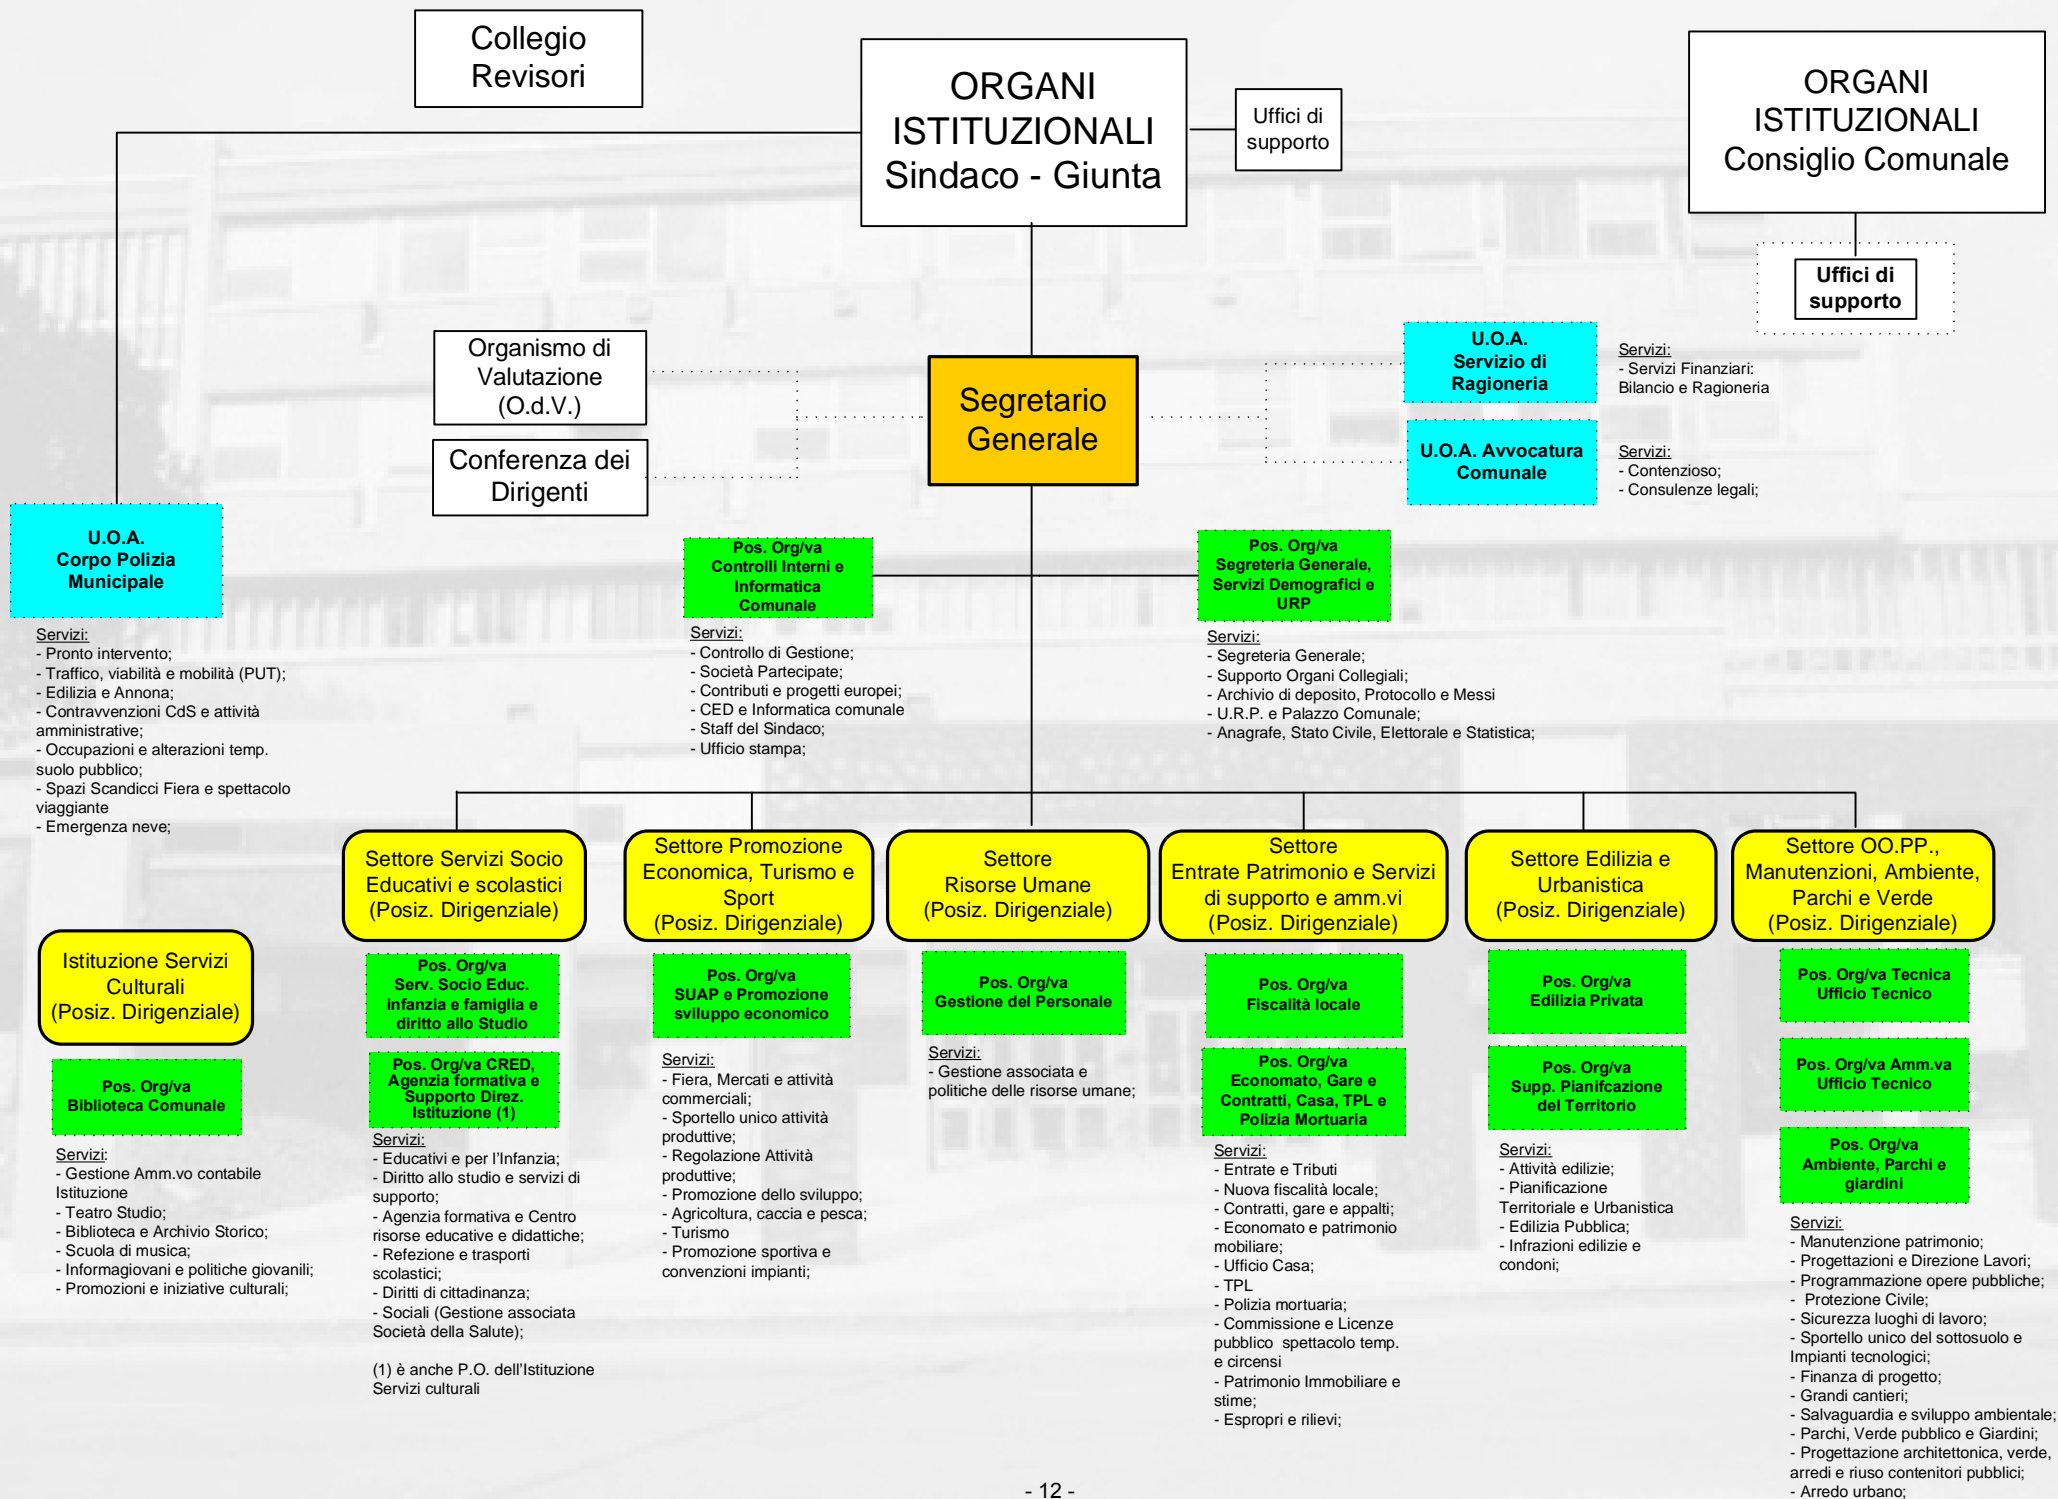 Collegio
Revisori
ORGANI
ISTITUZIONALI
Sindaco - Giunta
Uffici di
supporto
ORGANI
ISTITUZIONALI
Consiglio Comunale
Uffici di
supporto
Organismo di
Valutazione
(O.d.V.)
Conferenza dei
Dirigenti
Segretario
Generale
U.O.A.
Servizio di
Ragioneria
Servizi:
- Servizi Finanziari:
Bilancio e Ragioneria
U.O.A. Avvocatura
Comunale
Servizi:
- Contenzioso;
- Consulenze legali;
U.O.A.
Corpo Polizia
Municipale
Servizi:
- Pronto intervento;
- Traffico, viabilità e mobilità (PUT);
- Edilizia e Annona;
- Contravvenzioni CdS e attività
amministrative;
- Occupazioni e alterazioni temp.
suolo pubblico;
- Spazi Scandicci Fiera e spettacolo
viaggiante
- Emergenza neve;
Pos. Org/va
Controlli Interni e
Informatica
Comunale
Servizi:
- Controllo di Gestione;
- Società Partecipate;
- Contributi e progetti europei;
- CED e Informatica comunale
- Staff del Sindaco;
- Ufficio stampa;
Pos. Org/va
Segreteria Generale,
Servizi Demografici e
URP
Servizi:
- Segreteria Generale;
- Supporto Organi Collegiali;
- Archivio di deposito, Protocollo e Messi
- U.R.P. e Palazzo Comunale;
- Anagrafe, Stato Civile, Elettorale e Statistica;
Istituzione Servizi
Culturali
(Posiz. Dirigenziale)
Pos. Org/va
Biblioteca Comunale
Servizi:
- Gestione Amm.vo contabile
Istituzione
- Teatro Studio;
- Biblioteca e Archivio Storico;
- Scuola di musica;
- Informagiovani e politiche giovanili;
- Promozioni e iniziative culturali;
Settore Servizi Socio
Educativi e scolastici
(Posiz. Dirigenziale)
Pos. Org/va
Serv. Socio Educ.
infanzia e famiglia e
diritto allo Studio
Pos. Org/va CRED,
Agenzia formativa e
Supporto Direz.
Istituzione (1)
Servizi:
- Educativi e per l'Infanzia;
- Diritto allo studio e servizi di
supporto;
- Agenzia formativa e Centro
risorse educative e didattiche;
- Refezione e trasporti
scolastici;
- Diritti di cittadinanza;
- Sociali (Gestione associata
Società della Salute);
(1) è anche P.O. dell'Istituzione
Servizi culturali
Settore Promozione
Economica, Turismo e
Sport
(Posiz. Dirigenziale)
Pos. Org/va
SUAP e Promozione
sviluppo economico
Servizi:
- Fiera, Mercati e attività
commerciali;
- Sportello unico attività
produttive;
- Regolazione Attività
produttive;
- Promozione dello sviluppo;
- Agricoltura, caccia e pesca;
- Turismo
- Promozione sportiva e
convenzioni impianti;
Settore
Risorse Umane
(Posiz. Dirigenziale)
Pos. Org/va
Gestione del Personale
Servizi:
- Gestione associata e
politiche delle risorse umane;
Settore
Entrate Patrimonio e Servizi
di supporto e amm.vi
(Posiz. Dirigenziale)
Pos. Org/va
Fiscalità locale
Pos. Org/va
Economato, Gare e
Contratti, Casa, TPL e
Polizia Mortuaria
Servizi:
- Entrate e Tributi
- Nuova fiscalità locale;
- Contratti, gare e appalti;
- Economato e patrimonio
mobiliare;
- Ufficio Casa;
- TPL
- Polizia mortuaria;
- Commissione e Licenze
pubblico spettacolo temp.
e circensi
- Patrimonio Immobiliare e
stime;
- Espropri e rilievi;
Settore Edilizia e
Urbanistica
(Posiz. Dirigenziale)
Pos. Org/va
Edilizia Privata
Pos. Org/va
Supp. Pianifcazione
del Territorio
Servizi:
- Attività edilizie;
- Pianificazione
Territoriale e Urbanistica
- Edilizia Pubblica;
- Infrazioni edilizie e
condoni;
Settore OO.PP.,
Manutenzioni, Ambiente,
Parchi e Verde
(Posiz. Dirigenziale)
Pos. Org/va Tecnica
Ufficio Tecnico
Pos. Org/va Amm.va
Ufficio Tecnico
Pos. Org/va
Ambiente, Parchi e
giardini
Servizi:
- Manutenzione patrimonio;
- Progettazioni e Direzione Lavori;
- Programmazione opere pubbliche;
- Protezione Civile;
- Sicurezza luoghi di lavoro;
- Sportello unico del sottosuolo e
Impianti tecnologici;
- Finanza di progetto;
- Grandi cantieri;
- Salvaguardia e sviluppo ambientale;
- Parchi, Verde pubblico e Giardini;
- Progettazione architettonica, verde,
arredi e riuso contenitori pubblici;
- Arredo urbano;
- 12 -